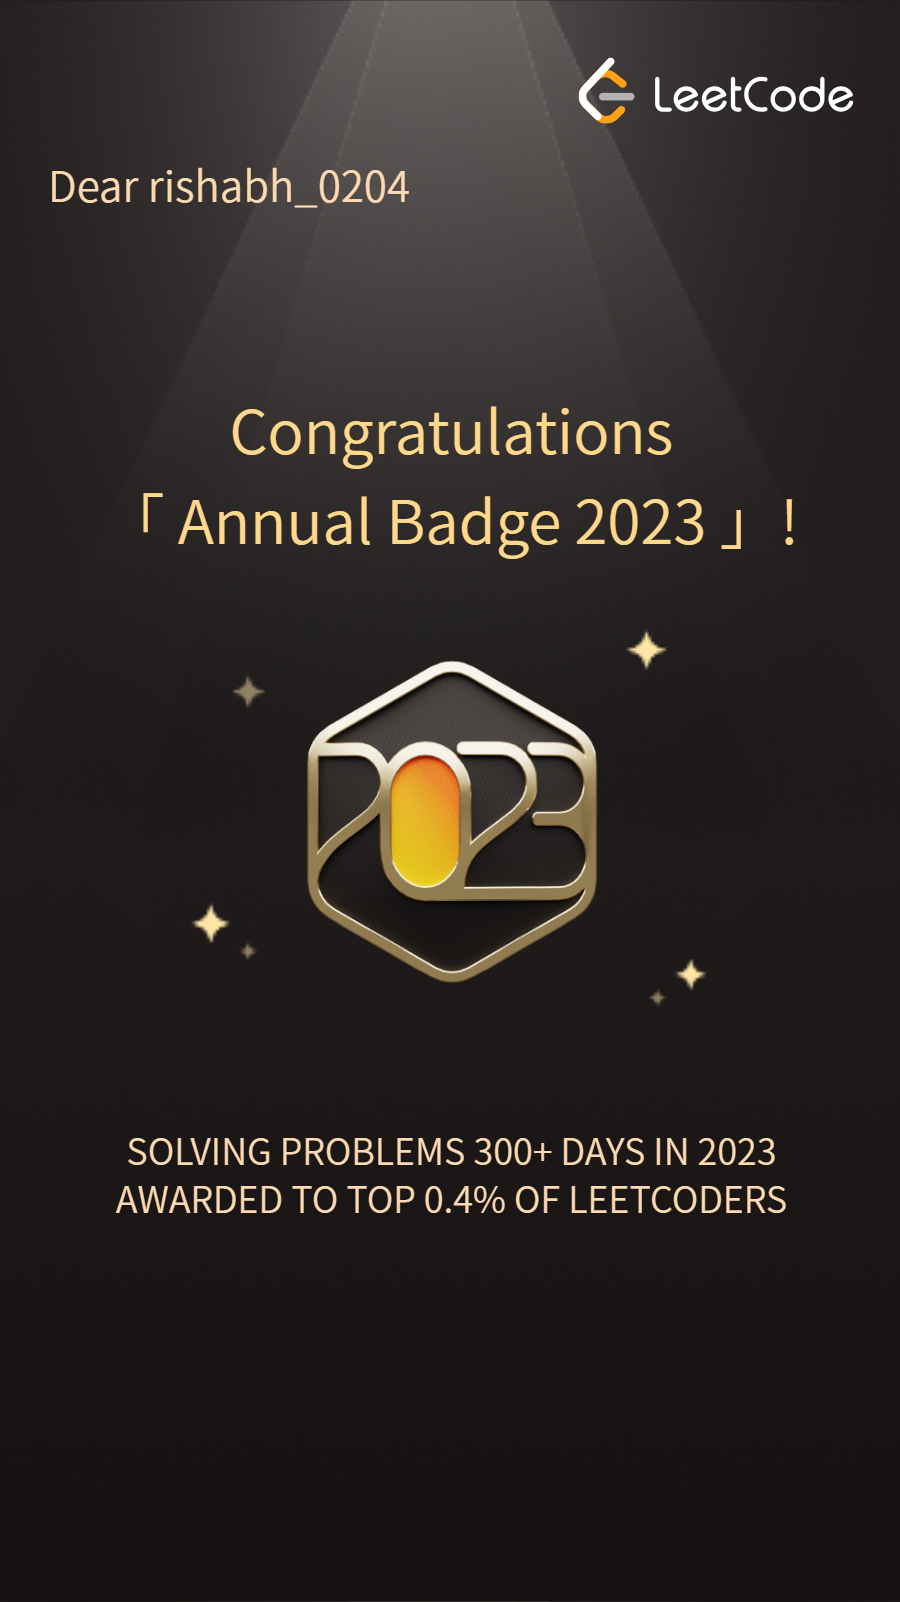 LeetCode
Dear rishabh_0204
Congratulations
「 Annual Badge 2023 」!
2023
SOLVING PROBLEMS 300+ DAYS IN 2023
AWARDED TO TOP 0.4% OF LEETCODERS